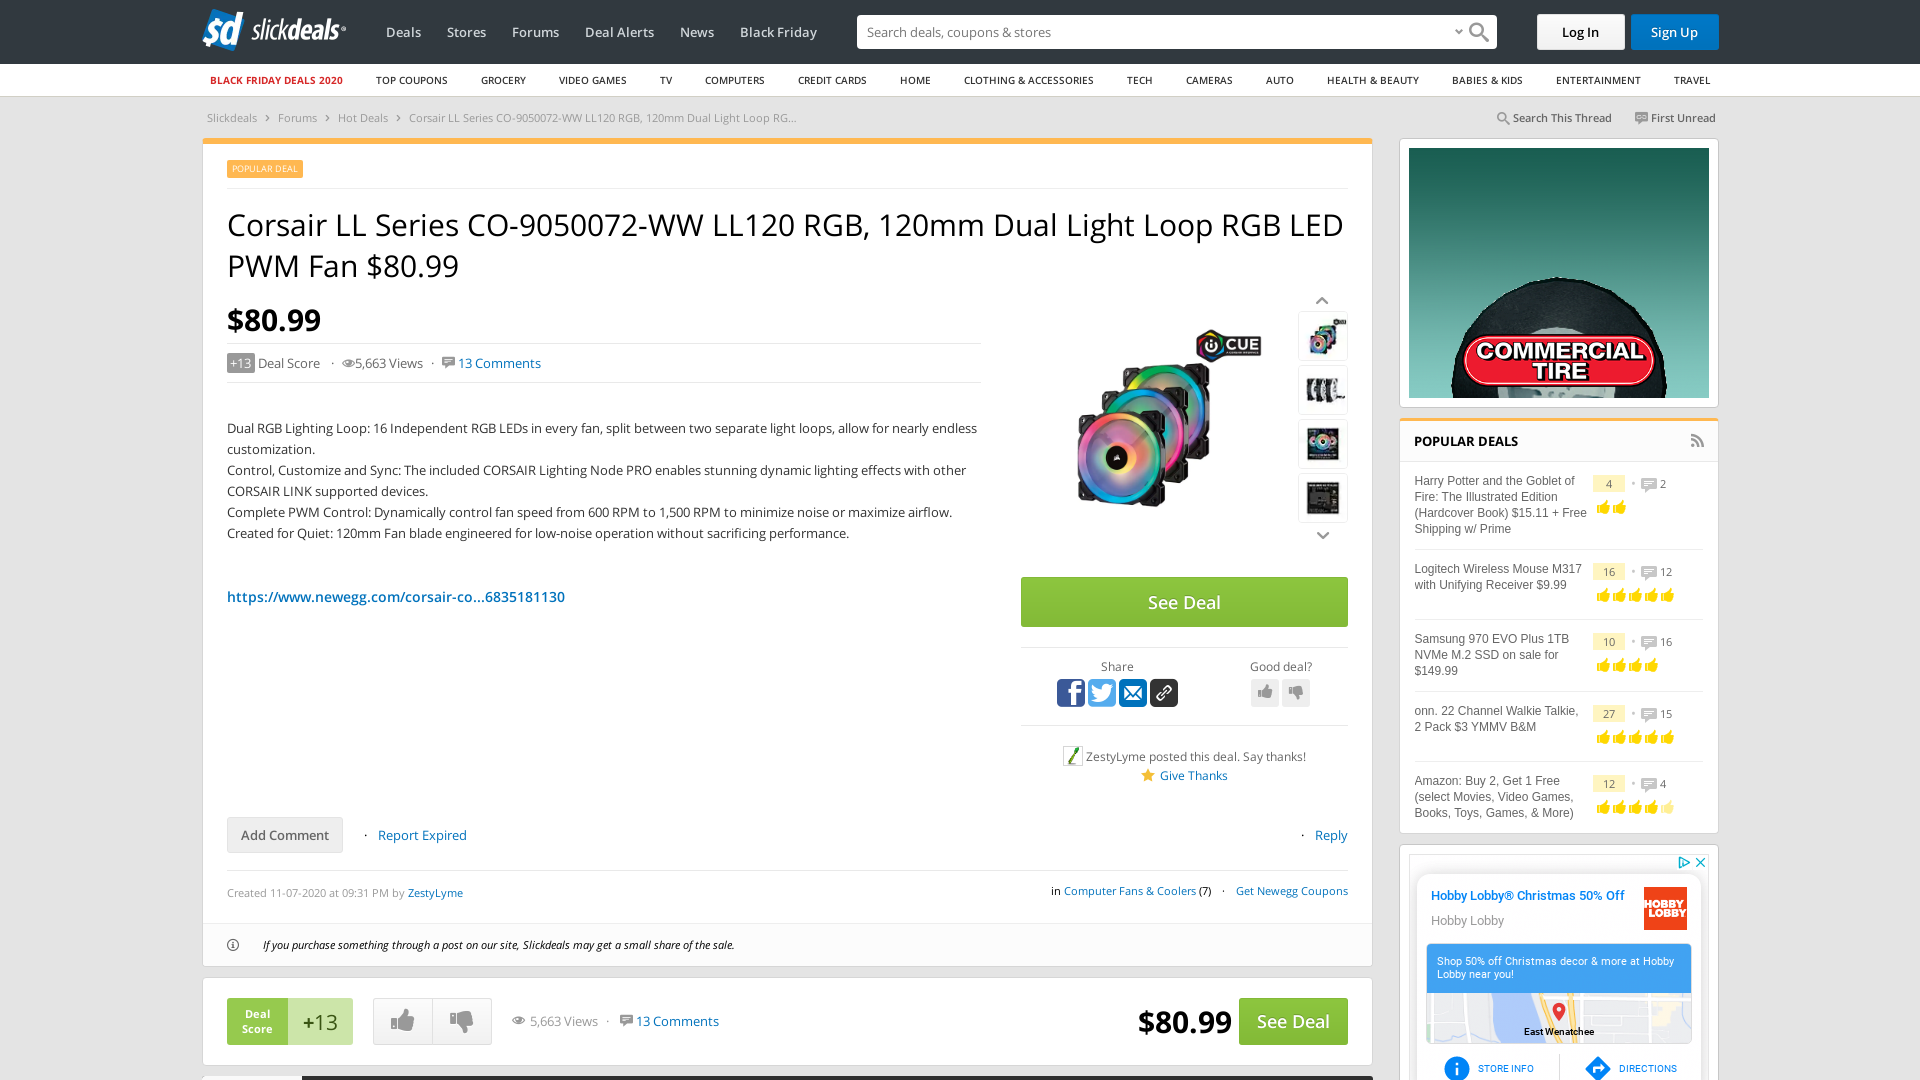 slickdeals
Deals
Stores
Forums
Deal Alerts
News
Black Friday
Search deals, coupons & stores
Log In
Sign Up
BLACK FRIDAY DEALS 2020
TOP COUPONS
GROCERY
VIDEO GAMES
TV
COMPUTERS
CREDIT CARDS
HOME
CLOTHING & ACCESSORIES
TECH
CAMERAS
AUTO
HEALTH & BEAUTY
BABIES & KIDS
ENTERTAINMENT
TRAVEL
Slickdeals > Forums > Hot Deals > Corsair LL Series CO-9050072-WW LL120 RGB, 120mm Dual Light Loop RG...
Search This Thread
First Unread
POPULAR DEAL
Corsair LL Series CO-9050072-WW LL120 RGB, 120mm Dual Light Loop RGB LED
PWM Fan $80.99
$80.99
+13 Deal Score · 5,663 Views · 13 Comments
Dual RGB Lighting Loop: 16 Independent RGB LEDs in every fan, split between two separate light loops, allow for nearly endless
customization.
Control, Customize and Sync: The included CORSAIR Lighting Node PRO enables stunning dynamic lighting effects with other
CORSAIR LINK supported devices.
Complete PWM Control: Dynamically control fan speed from 600 RPM to 1,500 RPM to minimize noise or maximize airflow.
Created for Quiet: 120mm Fan blade engineered for low-noise operation without sacrificing performance.
https://www.newegg.com/corsair-co...6835181130
CUE
See Deal
Share
Good deal?
ZestyLyme posted this deal. Say thanks!
Give Thanks
Add Comment
· Report Expired
· Reply
Created 11-07-2020 at 09:31 PM by ZestyLyme
in Computer Fans & Coolers (7) · Get Newegg Coupons
If you purchase something through a post on our site, Slickdeals may get a small share of the sale.
Deal
Score
+13
5,663 Views · 13 Comments
$80.99
See Deal
COMMERCIAL
TIRE
POPULAR DEALS
Harry Potter and the Goblet of
Fire: The Illustrated Edition
(Hardcover Book) $15.11 + Free
Shipping w/ Prime
4 · 2
Logitech Wireless Mouse M317
with Unifying Receiver $9.99
16 · 12
Samsung 970 EVO Plus 1TB
NVMe M.2 SSD on sale for
$149.99
10 · 16
onn. 22 Channel Walkie Talkie,
2 Pack $3 YMMV B&M
27 · 15
Amazon: Buy 2, Get 1 Free
(select Movies, Video Games,
Books, Toys, Games, & More)
12 · 4
Hobby Lobby® Christmas 50% Off
Hobby Lobby
HOBBY
LOBBY
Shop 50% off Christmas decor & more at Hobby
Lobby near you!
East Wenatchee
STORE INFO
DIRECTIONS